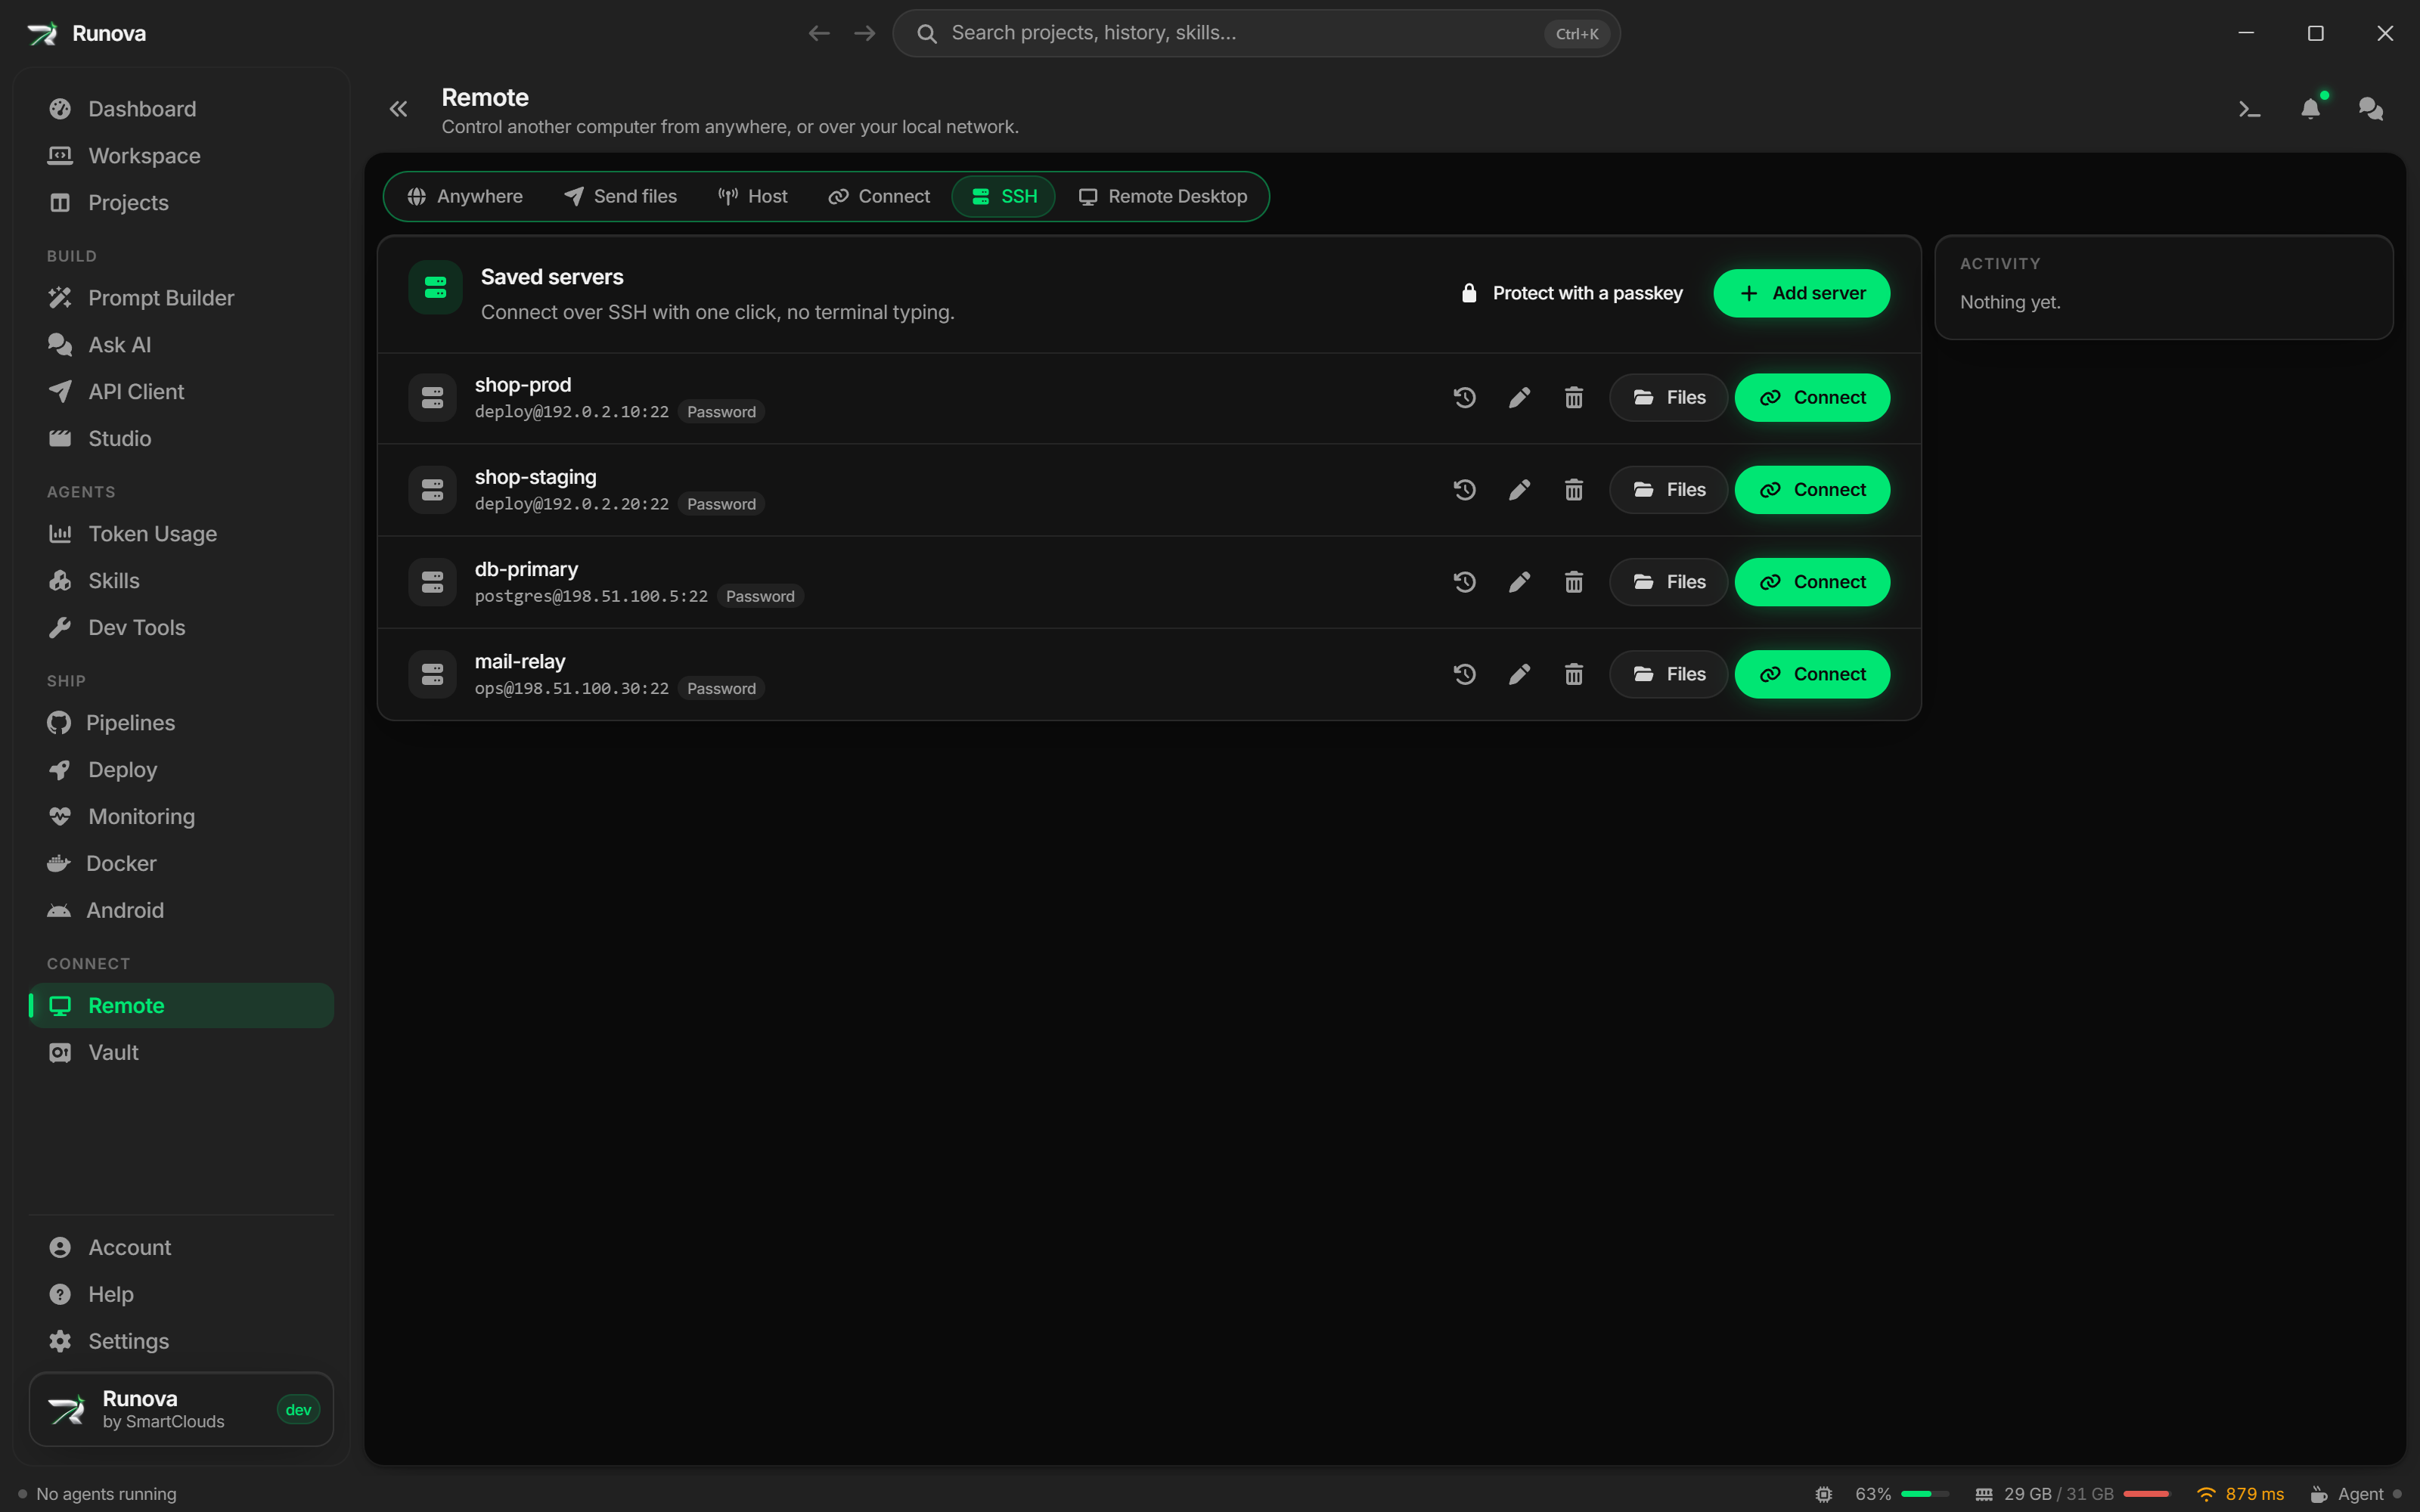 Runova
Search projects, history, skills...
Ctrl+K
Dashboard
Workspace
Projects
BUILD
Prompt Builder
Ask AI
API Client
Studio
AGENTS
Token Usage
Skills
Dev Tools
SHIP
Pipelines
Deploy
Monitoring
Docker
Android
CONNECT
Remote
Vault
Account
Help
Settings
Runova
by SmartClouds
dev
Remote
Control another computer from anywhere, or over your local network.
Anywhere Send files Host Connect SSH Remote Desktop
Saved servers
Connect over SSH with one click, no terminal typing.
Protect with a passkey
Add server
shop-prod
deploy@192.0.2.10:22 Password
Files Connect
shop-staging
deploy@192.0.2.20:22 Password
Files Connect
db-primary
postgres@198.51.100.5:22 Password
Files Connect
mail-relay
ops@198.51.100.30:22 Password
Files Connect
ACTIVITY
Nothing yet.
No agents running
63% 29 GB / 31 GB 879 ms Agent